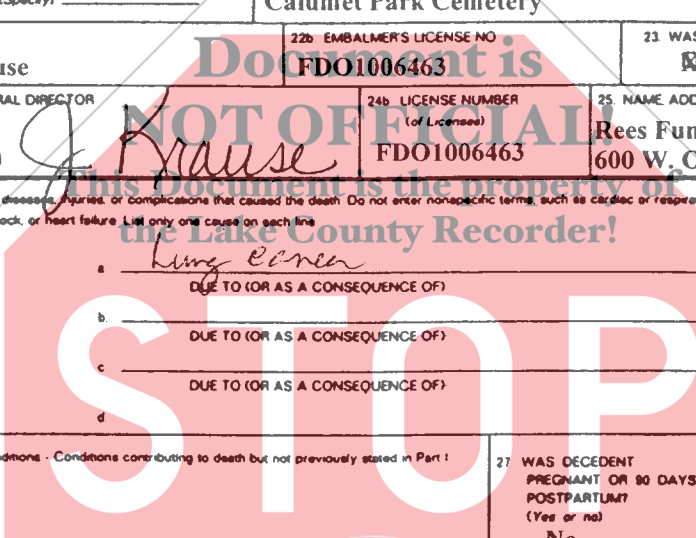 Calumet Park Cemetery
22b EMBALMER'S LICENSE NO
23 WAS
use
FDO1006463
Document is
RAL DIRECTOR
24b LICENSE NUMBER
(of Licensee)
25. NAME ADD
NOT OFFICIAL!
J. Krause
FDO1006463
Rees Fun
600 W. C
This Document is the property of
diseases, injuries, or complications that caused the death Do not enter nonspecific terms, such as cardiac or respira
ock, or heart failure List only one cause on each line
the Lake County Recorder!
a Lung cancer
DUE TO (OR AS A CONSEQUENCE OF)
b.
DUE TO (OR AS A CONSEQUENCE OF)
c
DUE TO (OR AS A CONSEQUENCE OF)
d
STOP
nditions - Conditions contributing to death but not previously stated in Part I
27 WAS DECEDENT
PREGNANT OR 90 DAYS
POSTPARTUM?
(Yes or no)
No